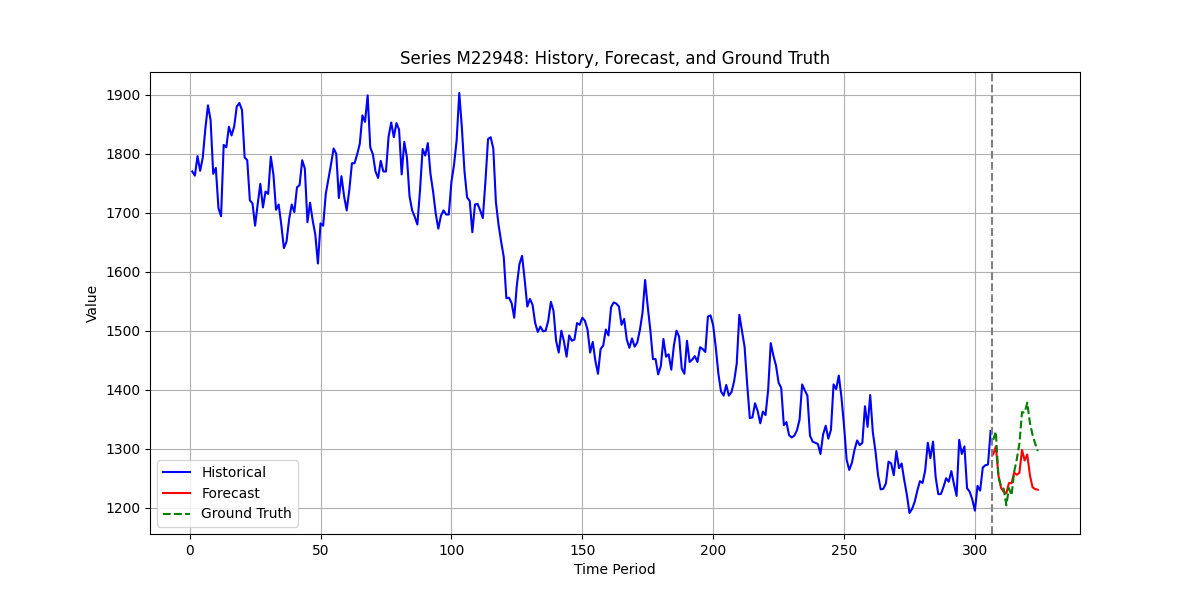 Series M22948: History, Forecast, and Ground Truth
1900
1800
1700
1600
1500
1400
1300
1200
Value
Historical
Forecast
Ground Truth
0
50
100
150
200
250
300
Time Period